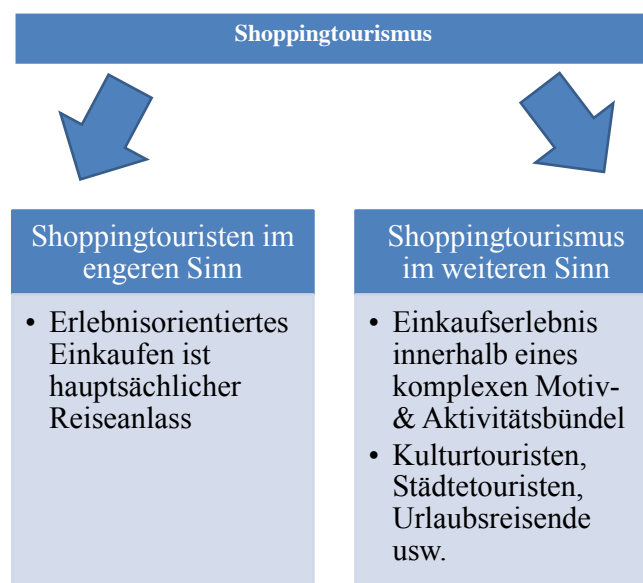 Shoppingtourismus
Shoppingtouristen im
engeren Sinn
• Erlebnisorientiertes
Einkaufen ist
hauptsächlicher
Reiseanlass
Shoppingtourismus
im weiteren Sinn
• Einkaufserlebnis
innerhalb eines
komplexen Motiv-
& Aktivitätsbündel
• Kulturtouristen,
Städtetouristen,
Urlaubsreisende
usw.